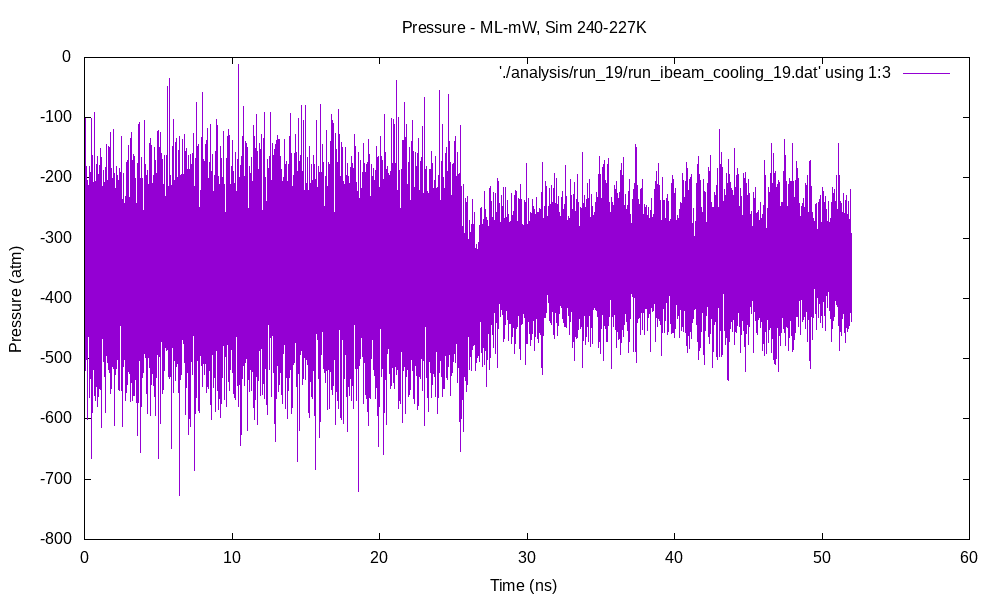 Pressure - ML-mW, Sim 240-227K
'./analysis/run_19/run_ibeam_cooling_19.dat' using 1:3
0
-100
-200
-300
-400
-500
-600
-700
-800
Pressure (atm)
0 10 20 30 40 50 60
Time (ns)